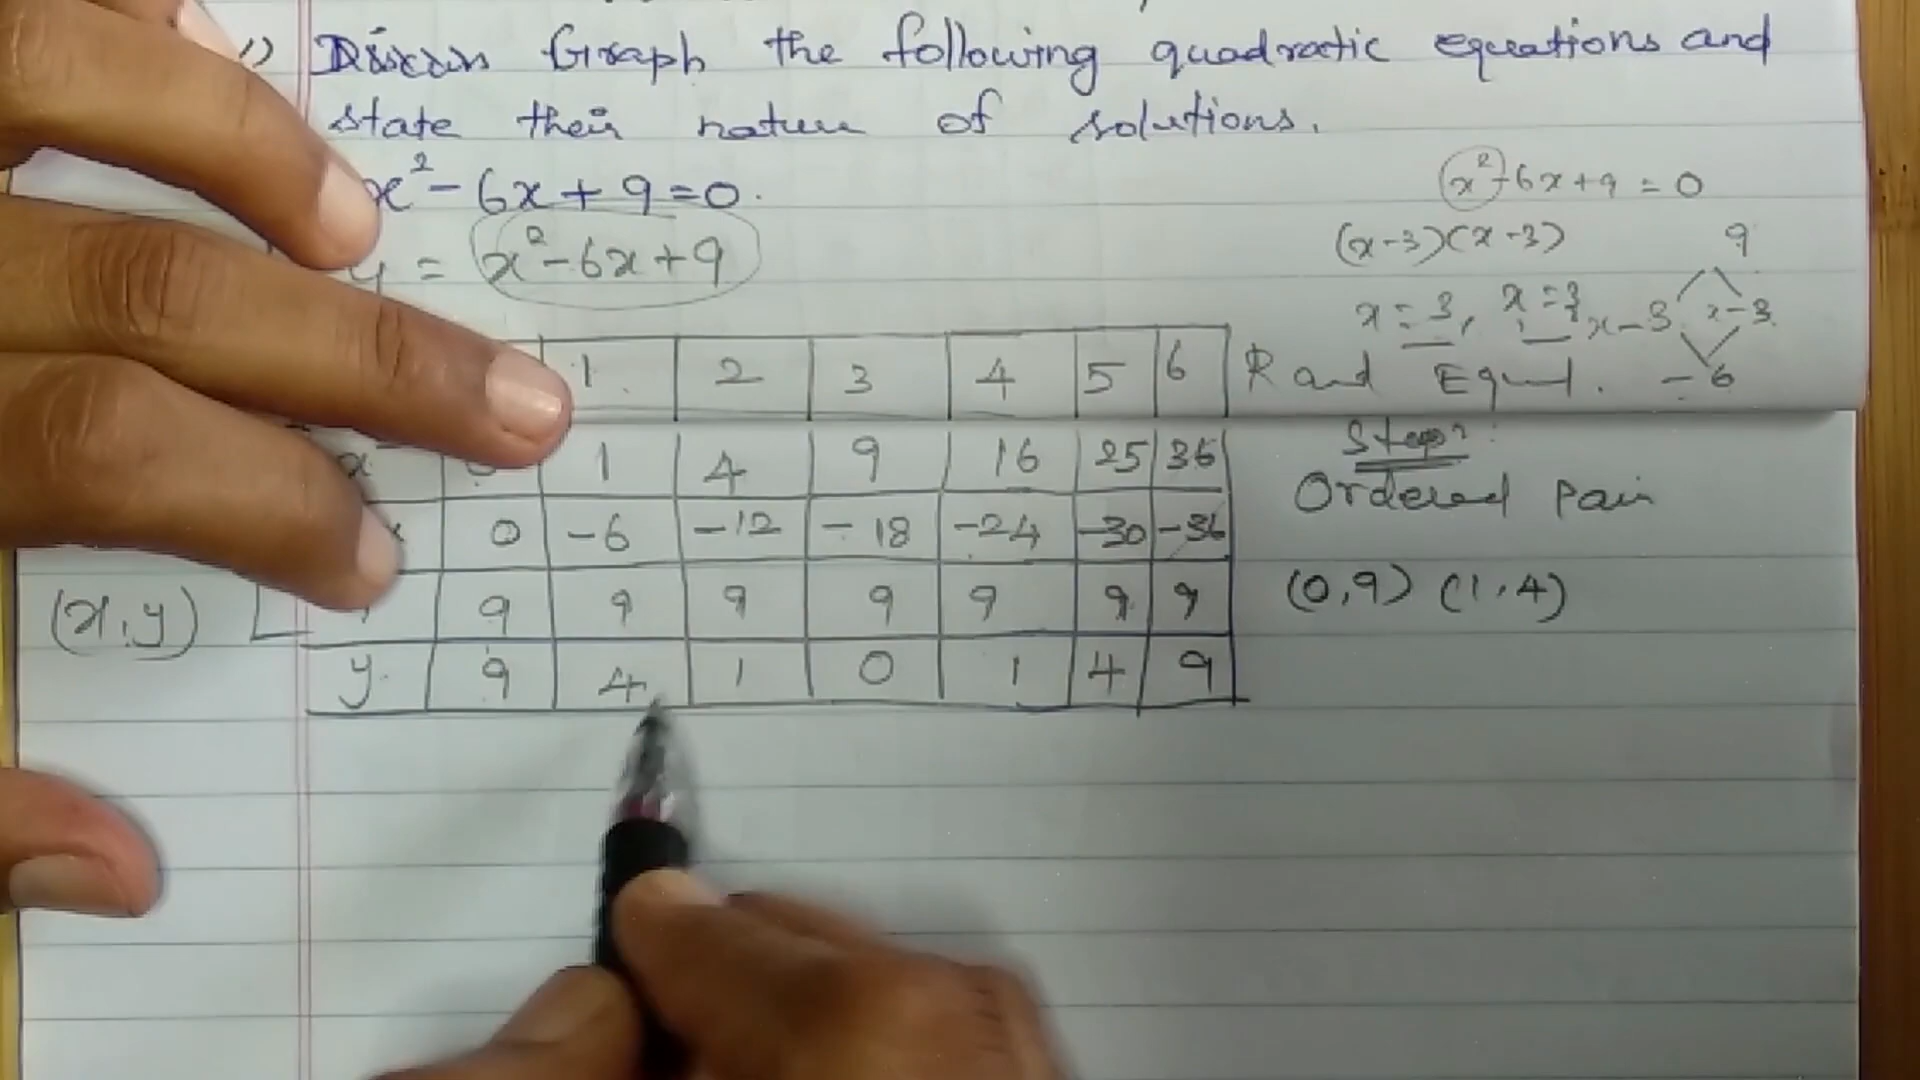 1) Discuss Graph the following quadratic equations and
state their nature of solutions.
x² - 6x + 9 = 0.
y = x² - 6x + 9
x² - 6x + 9 = 0
(x-3)(x-3) 9
x = 3, x = 3 x-3 x-3
R and Equal. -6
1 2 3 4 5 6
x 0 1 4 9 16 25 36
0 -6 -12 -18 -24 -30 -36
9 9 9 9 9 9 9
y 9 4 1 0 1 4 9
(x,y)
Step2:
Ordered Pair
(0,9) (1,4)